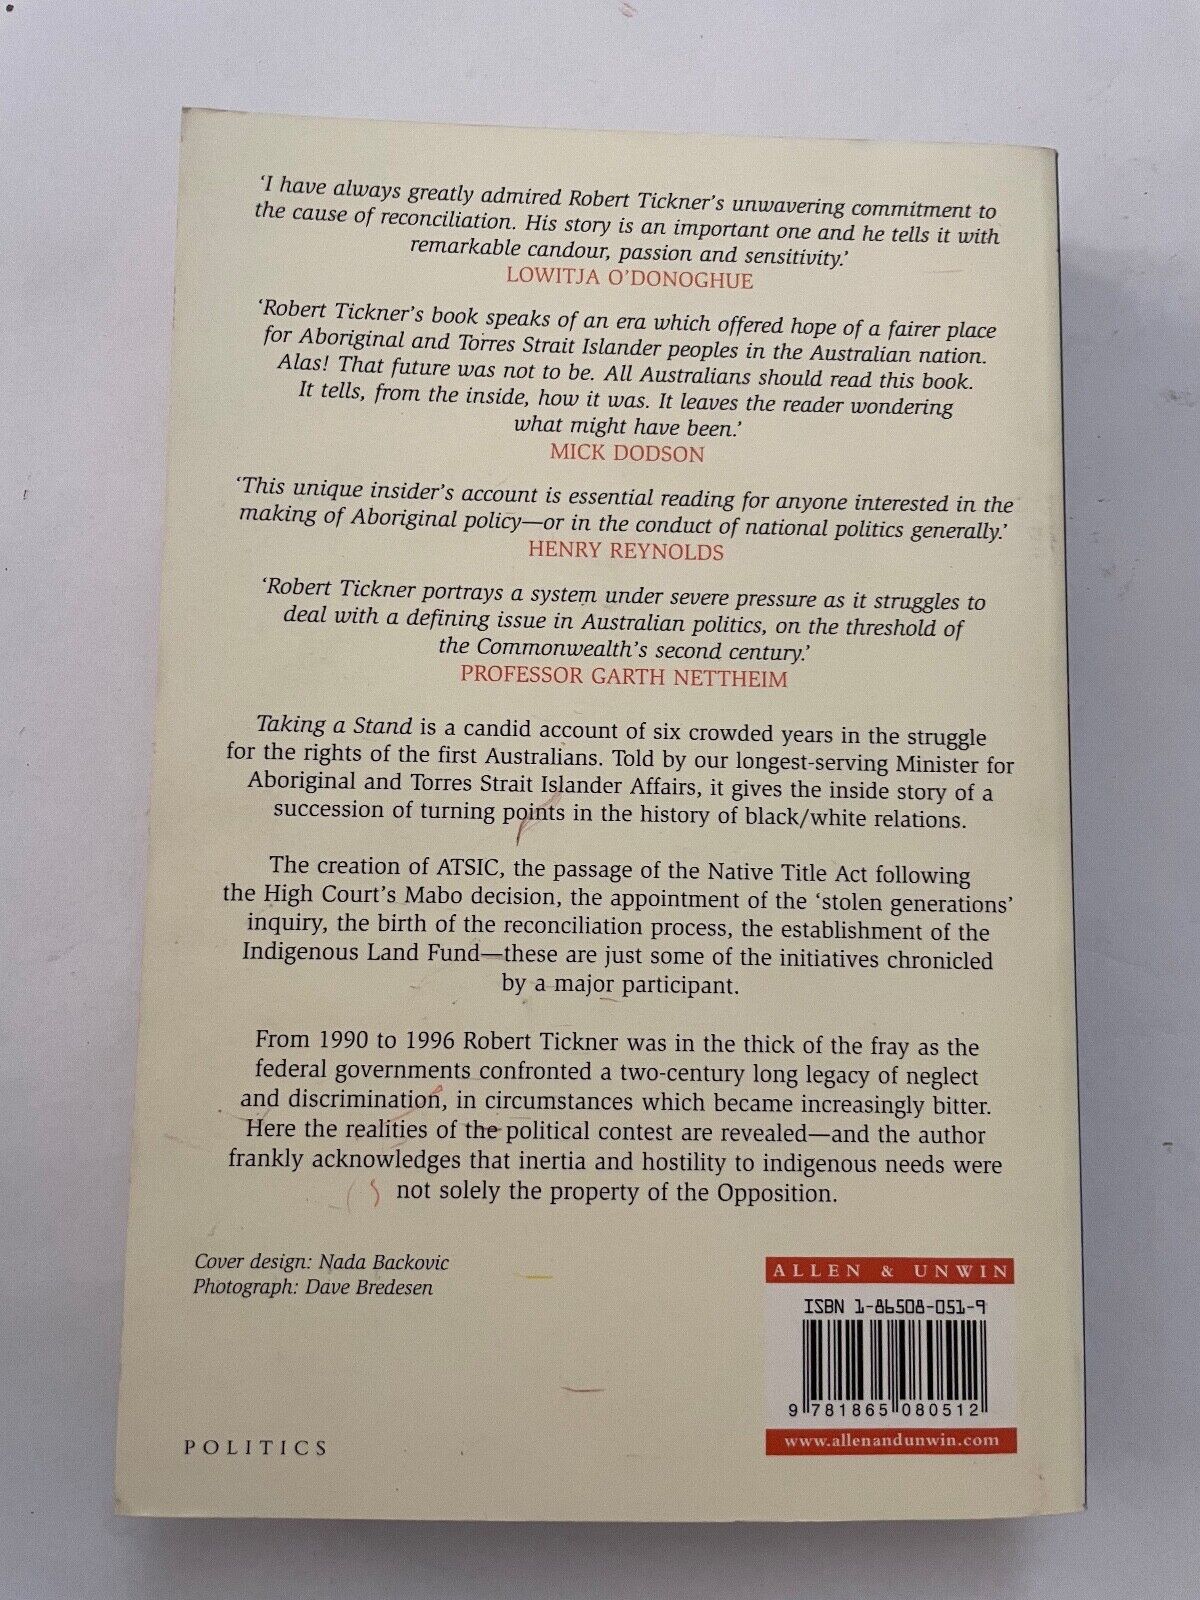 ‘I have always greatly admired Robert Tickner’s unwavering commitment to
the cause of reconciliation. His story is an important one and he tells it with
remarkable candour, passion and sensitivity.’
LOWITJA O’DONOGHUE
‘Robert Tickner’s book speaks of an era which offered hope of a fairer place
for Aboriginal and Torres Strait Islander peoples in the Australian nation.
Alas! That future was not to be. All Australians should read this book.
It tells, from the inside, how it was. It leaves the reader wondering
what might have been.’
MICK DODSON
‘This unique insider’s account is essential reading for anyone interested in the
making of Aboriginal policy—or in the conduct of national politics generally.’
HENRY REYNOLDS
‘Robert Tickner portrays a system under severe pressure as it struggles to
deal with a defining issue in Australian politics, on the threshold of
the Commonwealth’s second century.’
PROFESSOR GARTH NETTHEIM
Taking a Stand is a candid account of six crowded years in the struggle
for the rights of the first Australians. Told by our longest-serving Minister for
Aboriginal and Torres Strait Islander Affairs, it gives the inside story of a
succession of turning points in the history of black/white relations.
The creation of ATSIC, the passage of the Native Title Act following
the High Court’s Mabo decision, the appointment of the ‘stolen generations’
inquiry, the birth of the reconciliation process, the establishment of the
Indigenous Land Fund—these are just some of the initiatives chronicled
by a major participant.
From 1990 to 1996 Robert Tickner was in the thick of the fray as the
federal governments confronted a two-century long legacy of neglect
and discrimination, in circumstances which became increasingly bitter.
Here the realities of the political contest are revealed—and the author
frankly acknowledges that inertia and hostility to indigenous needs were
not solely the property of the Opposition.
Cover design: Nada Backovic
Photograph: Dave Bredesen
ALLEN & UNWIN
ISBN 1-86508-051-9
9 781865 080512
www.allenandunwin.com
POLITICS